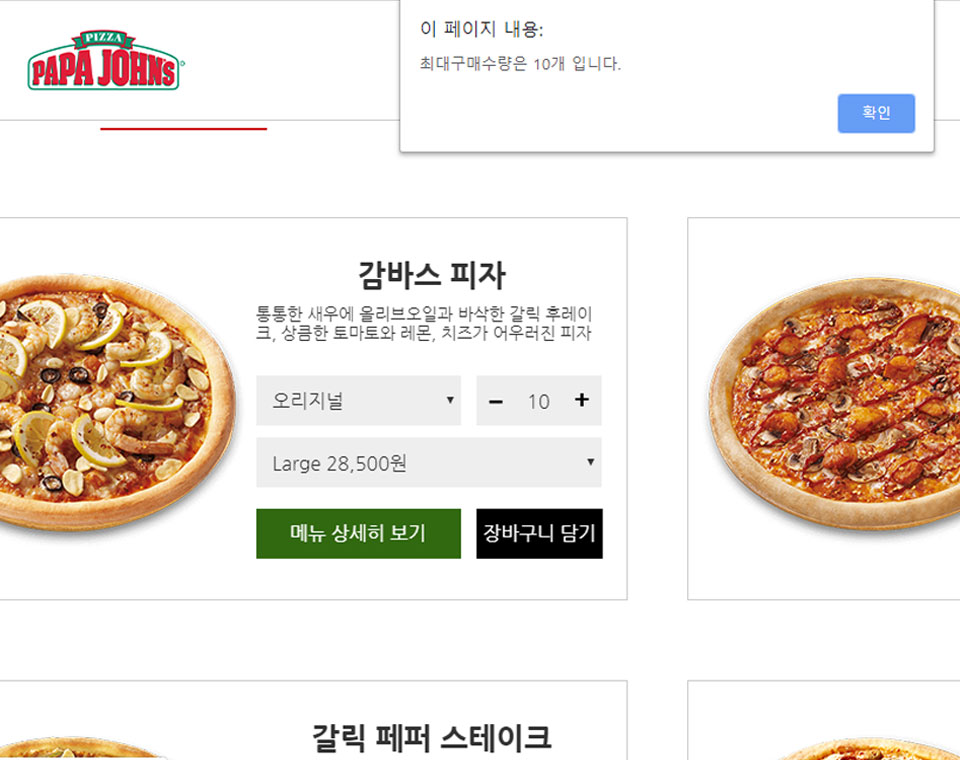 PIZZA
PAPA JOHN'S
이 페이지 내용:
최대구매수량은 10개 입니다.
확인
감바스 피자
통통한 새우에 올리브오일과 바삭한 갈릭 후레이
크, 상큼한 토마토와 레몬, 치즈가 어우러진 피자
오리지널 ▾
− 10 +
Large 28,500원 ▾
메뉴 상세히 보기
장바구니 담기
갈릭 페퍼 스테이크